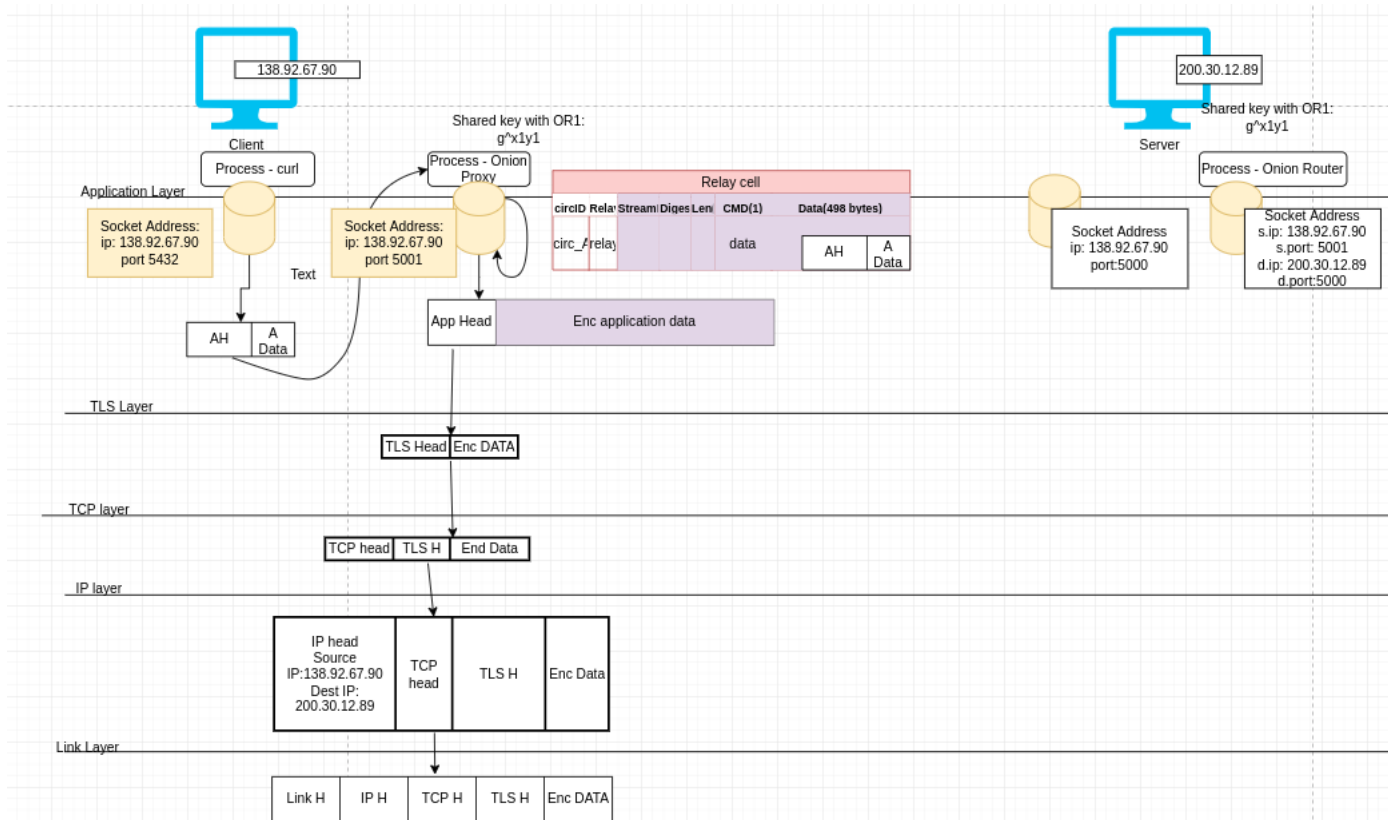 138.92.67.90
200.30.12.89
Client
Server
Shared key with OR1:
g^x1y1
Shared key with OR1:
g^x1y1
Process - curl
Process - Onion
Proxy
Process - Onion Router
Application Layer
Socket Address:
ip: 138.92.67.90
port 5432
Text
Socket Address:
ip: 138.92.67.90
port 5001
Relay cell
circID Relay StreamI Diges Len CMD(1) Data(498 bytes)
circ_A relay data AH A
Data
Socket Address
ip: 138.92.67.90
port:5000
Socket Address
s.ip: 138.92.67.90
s.port: 5001
d.ip: 200.30.12.89
d.port:5000
AH A
Data
App Head Enc application data
TLS Layer
TLS Head Enc DATA
TCP layer
TCP head TLS H End Data
IP layer
IP head
Source
IP:138.92.67.90
Dest IP:
200.30.12.89
TCP
head
TLS H
Enc Data
Link Layer
Link H IP H TCP H TLS H Enc DATA